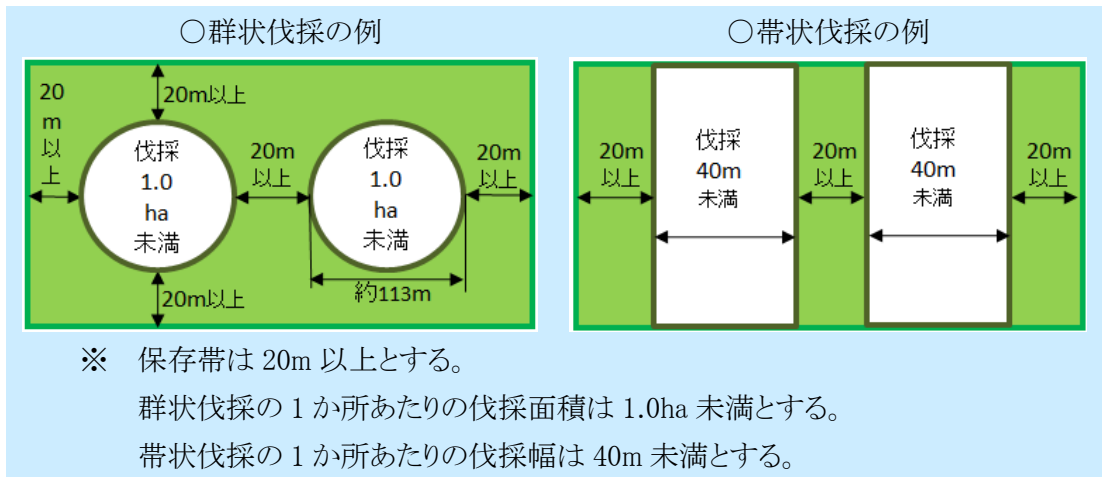 ○群状伐採の例
20
m
以
上
20m以上
伐採
1.0
ha
未満
20m
以上
伐採
1.0
ha
未満
20m
以上
20m以上
約113m
○帯状伐採の例
20m
以上
伐採
40m
未満
20m
以上
伐採
40m
未満
20m
以上
※ 保存帯は 20m 以上とする。
群状伐採の 1 か所あたりの伐採面積は 1.0ha 未満とする。
帯状伐採の 1 か所あたりの伐採幅は 40m 未満とする。